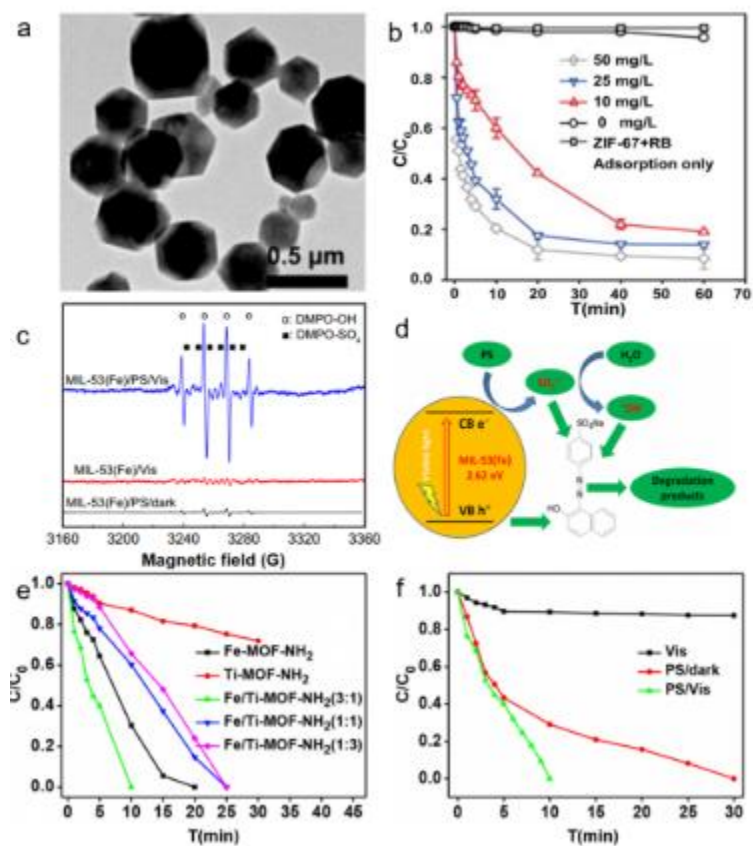 a
0.5 µm
b
C/C0
1.0
0.8
0.6
0.4
0.2
0.0
50 mg/L
25 mg/L
10 mg/L
0 mg/L
ZIF-67+RB
Adsorption only
0 10 20 30 40 50 60 70
T(min)
c
o: DMPO-OH
■: DMPO-SO4
MIL-53(Fe)/PS/Vis
MIL-53(Fe)/Vis
MIL-53(Fe)/PS/dark
3160 3200 3240 3280 3320 3360
Magnetic field (G)
d
PS
H2O
SO3Na
CB e-
MIL-53(Fe)
2.62 eV
VB h+
N
N
HO
Degradation
products
e
C/C0
1.0
0.8
0.6
0.4
0.2
0.0
Fe-MOF-NH2
Ti-MOF-NH2
Fe/Ti-MOF-NH2(3:1)
Fe/Ti-MOF-NH2(1:1)
Fe/Ti-MOF-NH2(1:3)
0 5 10 15 20 25 30 35 40 45
T(min)
f
C/C0
1.0
0.8
0.6
0.4
0.2
0.0
Vis
PS/dark
PS/Vis
0 5 10 15 20 25 30
T(min)